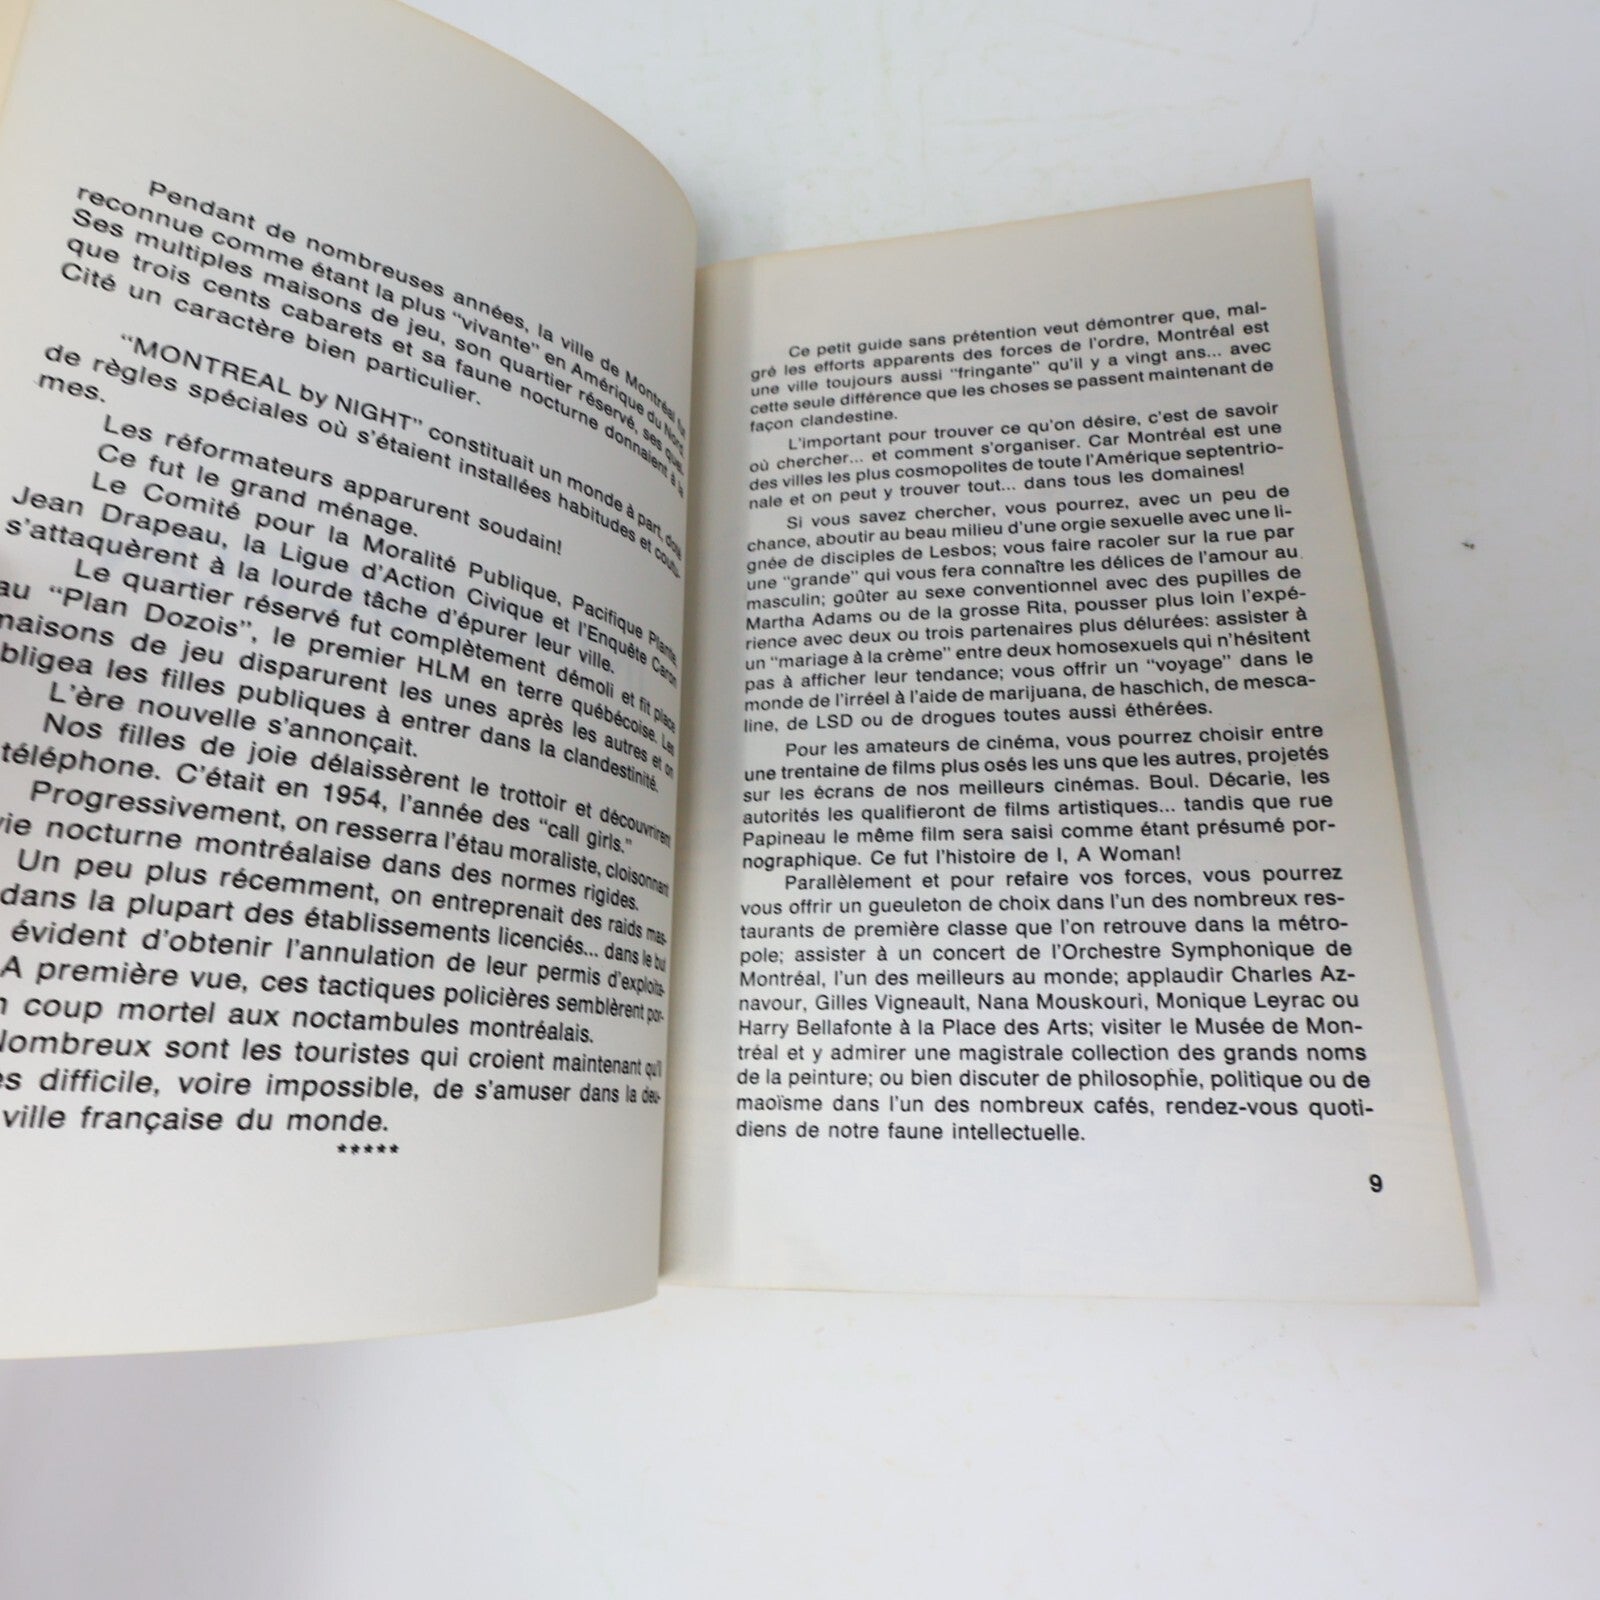 Pendant de nombreuses années, la ville de Montréal fut
reconnue comme étant la plus "vivante" en Amérique du Nord.
Ses multiples maisons de jeu, son quartier réservé, ses quel-
que trois cents cabarets et sa faune nocturne donnaient à la
Cité un caractère bien particulier.
"MONTREAL by NIGHT" constituait un monde à part, doté
de règles spéciales où s'étaient installées habitudes et coutu-
mes.
Les réformateurs apparurent soudain!
Ce fut le grand ménage.
Le Comité pour la Moralité Publique, Pacifique Plante,
Jean Drapeau, la Ligue d'Action Civique et l'Enquête Caron
s'attaquèrent à la lourde tâche d'épurer leur ville.
Le quartier réservé fut complètement démoli et fit place
au "Plan Dozois", le premier HLM en terre québécoise. Les
maisons de jeu disparurent les unes après les autres et on
bligea les filles publiques à entrer dans la clandestinité.
L'ère nouvelle s'annonçait.
Nos filles de joie délaissèrent le trottoir et découvrirent
téléphone. C'était en 1954, l'année des "call girls."
Progressivement, on resserra l'étau moraliste, cloisonnant
vie nocturne montréalaise dans des normes rigides.
Un peu plus récemment, on entreprenait des raids mas-
dans la plupart des établissements licenciés... dans le but
évident d'obtenir l'annulation de leur permis d'exploita-
A première vue, ces tactiques policières semblèrent por-
n coup mortel aux noctambules montréalais.
Nombreux sont les touristes qui croient maintenant qu'il
es difficile, voire impossible, de s'amuser dans la deu-
ville française du monde.
*****
Ce petit guide sans prétention veut démontrer que, mal-
gré les efforts apparents des forces de l'ordre, Montréal est
une ville toujours aussi "fringante" qu'il y a vingt ans... avec
cette seule différence que les choses se passent maintenant de
façon clandestine.
L'important pour trouver ce qu'on désire, c'est de savoir
où chercher... et comment s'organiser. Car Montréal est une
des villes les plus cosmopolites de toute l'Amérique septentrio-
nale et on peut y trouver tout... dans tous les domaines!
Si vous savez chercher, vous pourrez, avec un peu de
chance, aboutir au beau milieu d'une orgie sexuelle avec une li-
gnée de disciples de Lesbos; vous faire racoler sur la rue par
une "grande" qui vous fera connaître les délices de l'amour au
masculin; goûter au sexe conventionnel avec des pupilles de
Martha Adams ou de la grosse Rita, pousser plus loin l'expé-
rience avec deux ou trois partenaires plus délurées: assister à
un "mariage à la crème" entre deux homosexuels qui n'hésitent
pas à afficher leur tendance; vous offrir un "voyage" dans le
monde de l'irréel à l'aide de marijuana, de haschich, de mesca-
line, de LSD ou de drogues toutes aussi éthérées.
Pour les amateurs de cinéma, vous pourrez choisir entre
une trentaine de films plus osés les uns que les autres, projetés
sur les écrans de nos meilleurs cinémas. Boul. Décarie, les
autorités les qualifieront de films artistiques... tandis que rue
Papineau le même film sera saisi comme étant présumé por-
nographique. Ce fut l'histoire de I, A Woman!
Parallèlement et pour refaire vos forces, vous pourrez
vous offrir un gueuleton de choix dans l'un des nombreux res-
taurants de première classe que l'on retrouve dans la métro-
pole; assister à un concert de l'Orchestre Symphonique de
Montréal, l'un des meilleurs au monde; applaudir Charles Az-
navour, Gilles Vigneault, Nana Mouskouri, Monique Leyrac ou
Harry Bellafonte à la Place des Arts; visiter le Musée de Mon-
tréal et y admirer une magistrale collection des grands noms
de la peinture; ou bien discuter de philosophie, politique ou de
maoïsme dans l'un des nombreux cafés, rendez-vous quoti-
diens de notre faune intellectuelle.
9